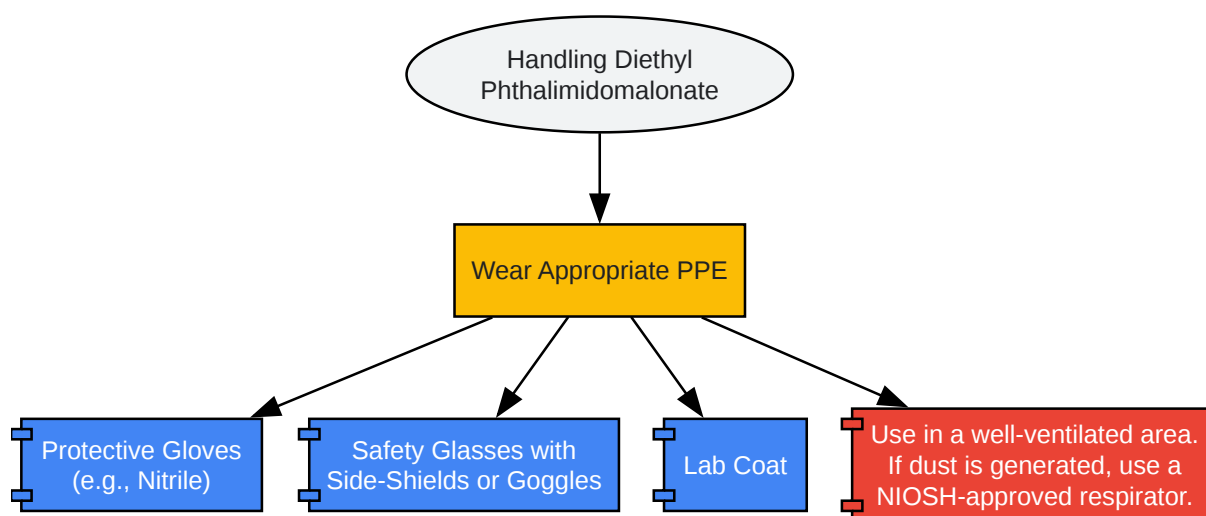 Handling Diethyl
Phthalimidomalonate
Wear Appropriate PPE
Protective Gloves
(e.g., Nitrile)
Safety Glasses with
Side-Shields or Goggles
Lab Coat
Use in a well-ventilated area.
If dust is generated, use a
NIOSH-approved respirator.